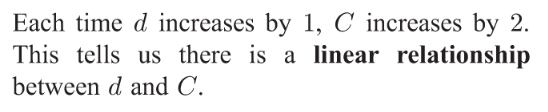 Each time d increases by 1, C increases by 2.
This tells us there is a linear relationship
between d and C.